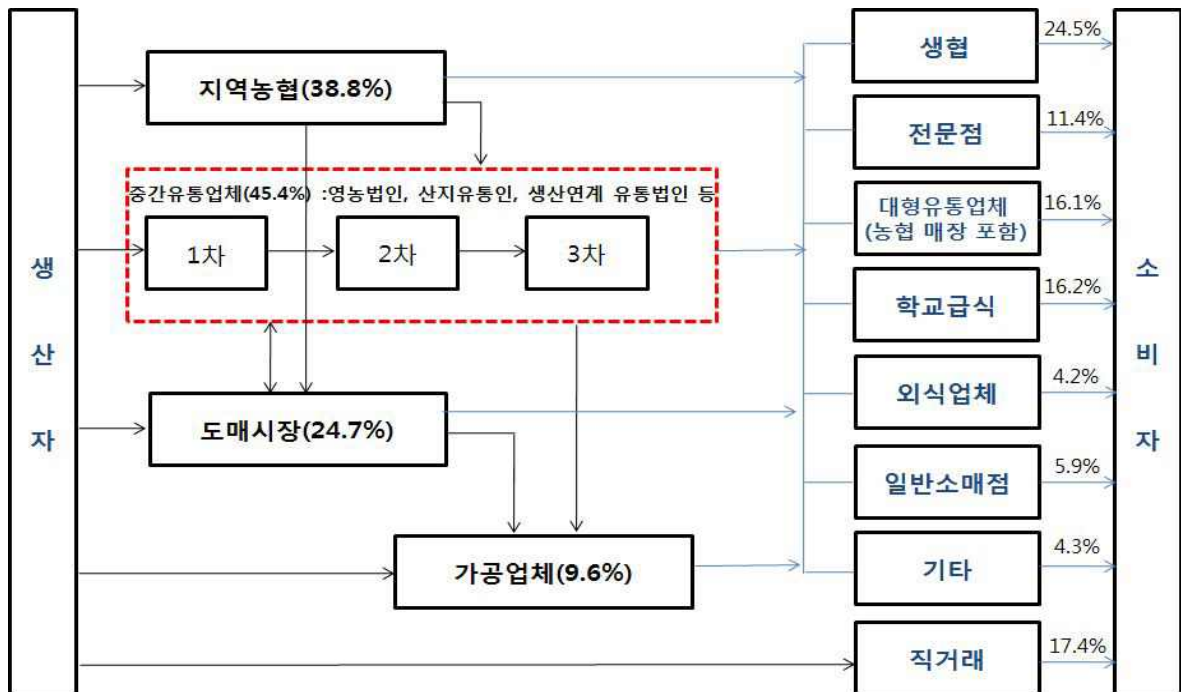 생
산
자
지역농협(38.8%)
중간유통업체(45.4%) :영농법인, 산지유통인, 생산연계 유통법인 등
1차
2차
3차
도매시장(24.7%)
가공업체(9.6%)
생협
24.5%
전문점
11.4%
대형유통업체
(농협 매장 포함)
16.1%
학교급식
16.2%
외식업체
4.2%
일반소매점
5.9%
기타
4.3%
직거래
17.4%
소
비
자